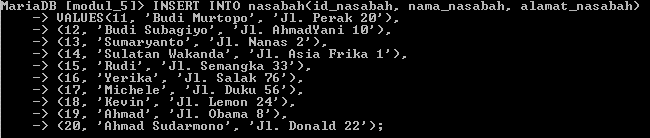 MariaDB [modul_5]> INSERT INTO nasabah(id_nasabah, nama_nasabah, alamat_nasabah)
    -> VALUES(11, 'Budi Murtopo', 'Jl. Perak 20'),
    -> (12, 'Budi Subagiyo', 'Jl. AhmadYani 10'),
    -> (13, 'Sumaryanto', 'Jl. Nanas 2'),
    -> (14, 'Sulatan Wakanda', 'Jl. Asia Frika 1'),
    -> (15, 'Rudi', 'Jl. Semangka 33'),
    -> (16, 'Yerika', 'Jl. Salak 76'),
    -> (17, 'Michele', 'Jl. Duku 56'),
    -> (18, 'Kevin', 'Jl. Lemon 24'),
    -> (19, 'Ahmad', 'Jl. Obama 8'),
    -> (20, 'Ahmad Sudarmono', 'Jl. Donald 22');